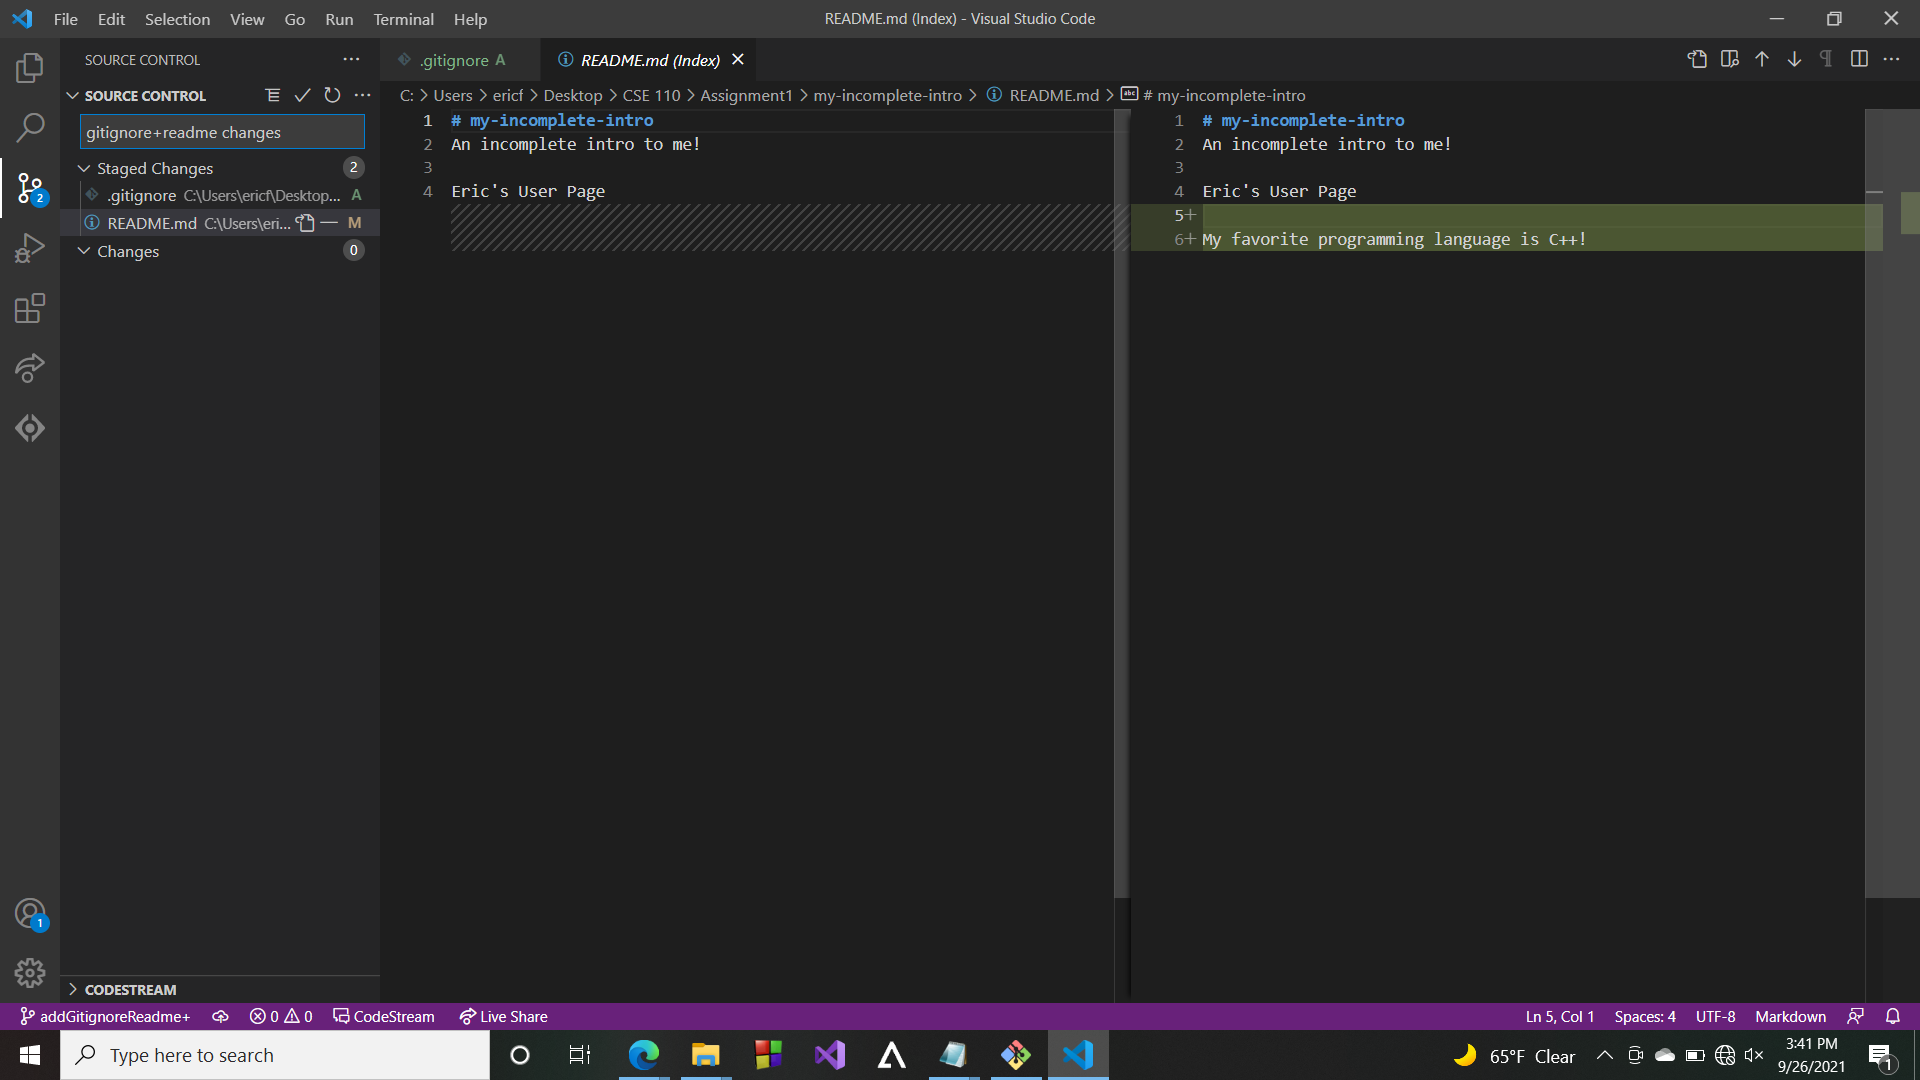 File Edit Selection View Go Run Terminal Help
README.md (Index) - Visual Studio Code
SOURCE CONTROL
.gitignore A
README.md (Index)
SOURCE CONTROL
C: > Users > ericf > Desktop > CSE 110 > Assignment1 > my-incomplete-intro > README.md > # my-incomplete-intro
gitignore+readme changes
Staged Changes 2
.gitignore C:\Users\ericf\Desktop... A
README.md C:\Users\eri... M
Changes 0
2
1 # my-incomplete-intro
2 An incomplete intro to me!
3
4 Eric's User Page
1 # my-incomplete-intro
2 An incomplete intro to me!
3
4 Eric's User Page
5+
6+ My favorite programming language is C++!
1
CODESTREAM
addGitignoreReadme+ 0 0 CodeStream Live Share
Ln 5, Col 1 Spaces: 4 UTF-8 Markdown
Type here to search
65°F Clear
3:41 PM
9/26/2021
1